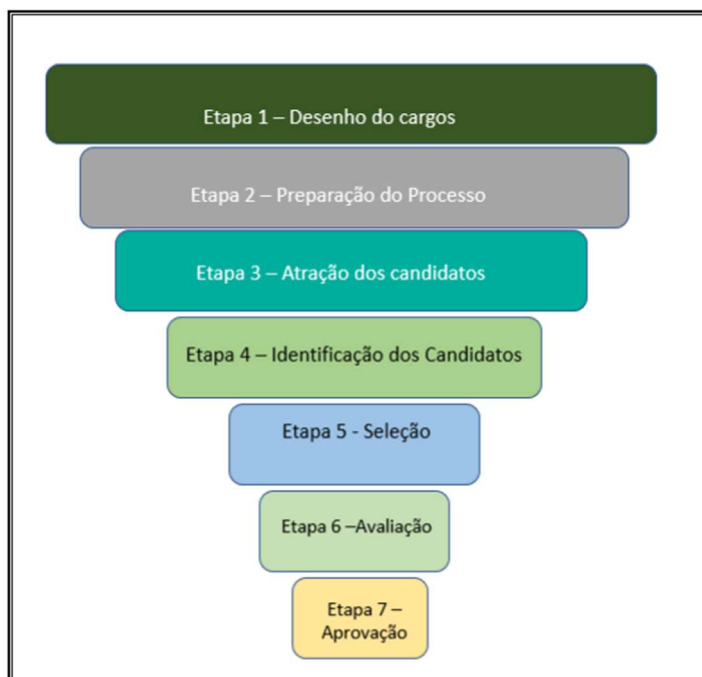 Etapa 1 – Desenho do cargos
Etapa 2 – Preparação do Processo
Etapa 3 – Atração dos candidatos
Etapa 4 – Identificação dos Candidatos
Etapa 5 - Seleção
Etapa 6 –Avaliação
Etapa 7 –
Aprovação